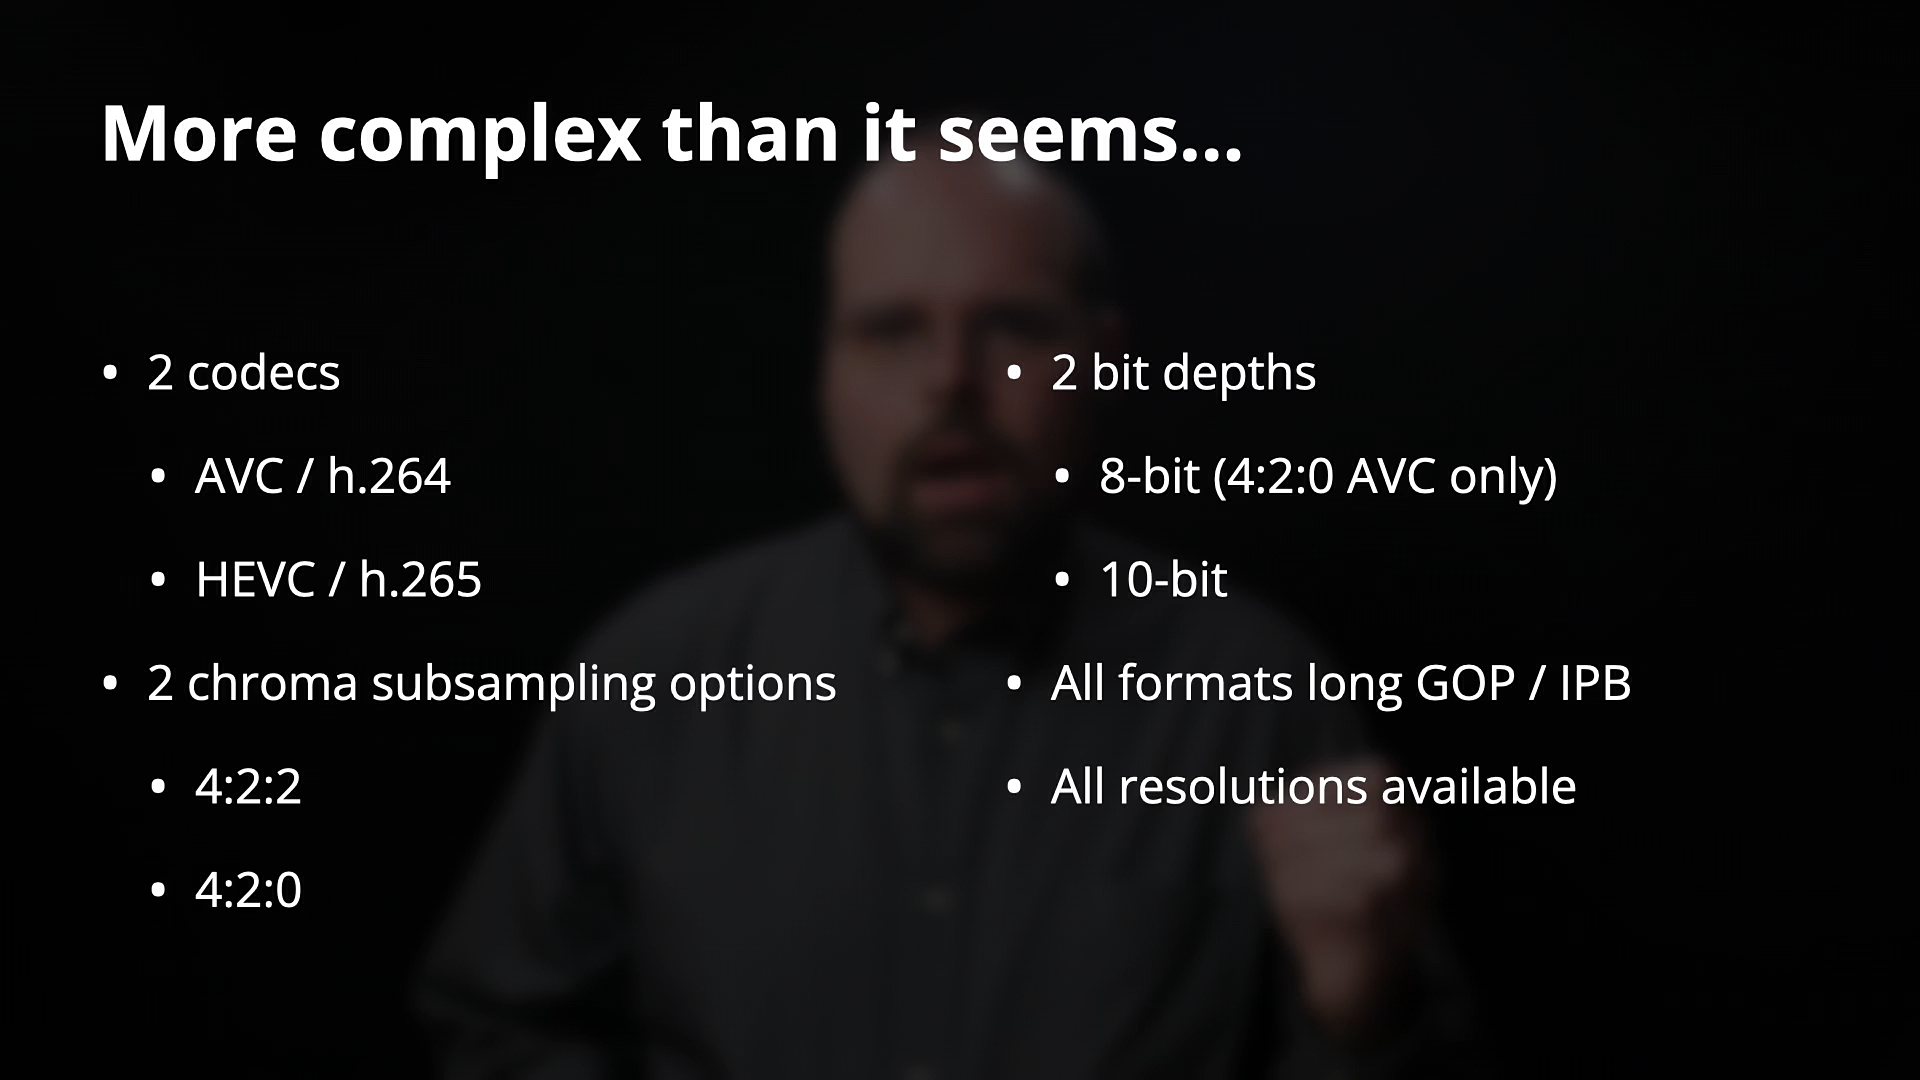 More complex than it seems...
• 2 codecs
• AVC / h.264
• HEVC / h.265
• 2 chroma subsampling options
• 4:2:2
• 4:2:0
• 2 bit depths
• 8-bit (4:2:0 AVC only)
• 10-bit
• All formats long GOP / IPB
• All resolutions available